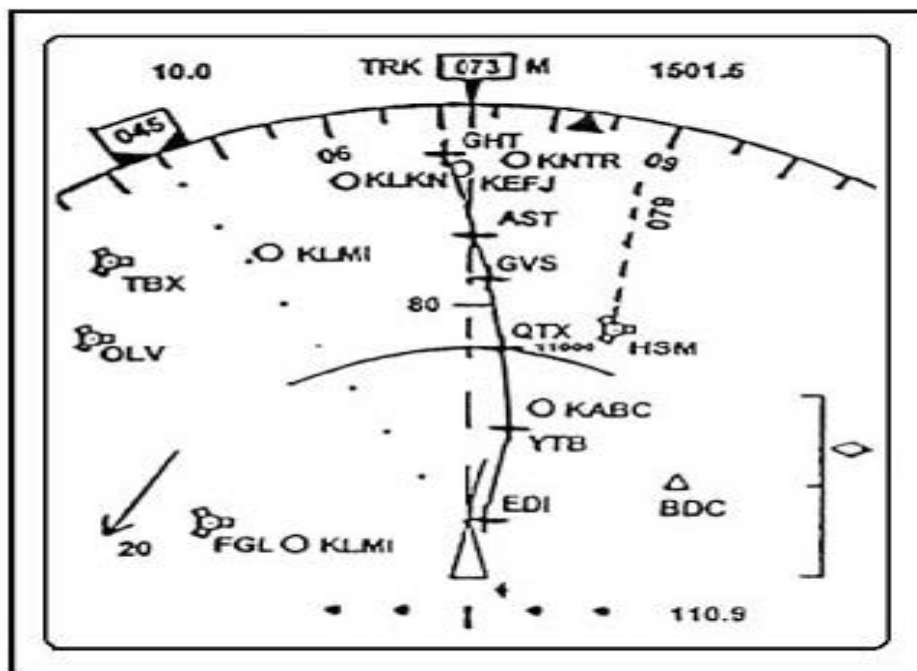 10.0 TRK 073 M 1501.5
045
GHT
06 KNTR 09
KLKN KEFJ
079
AST
KLMI
GVS
TBX
80
QTX
11000 HSM
OLV
KABC
YTB
EDI
BDC
20 FGL KLMI
110.9